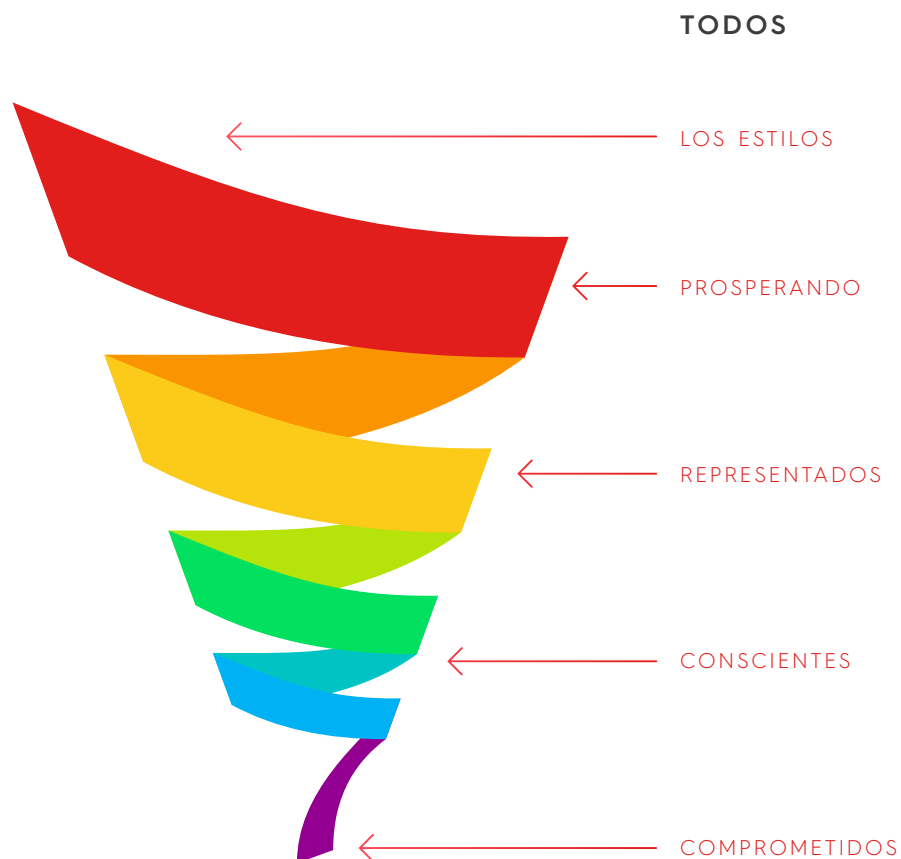 TODOS
LOS ESTILOS
PROSPERANDO
REPRESENTADOS
CONSCIENTES
COMPROMETIDOS